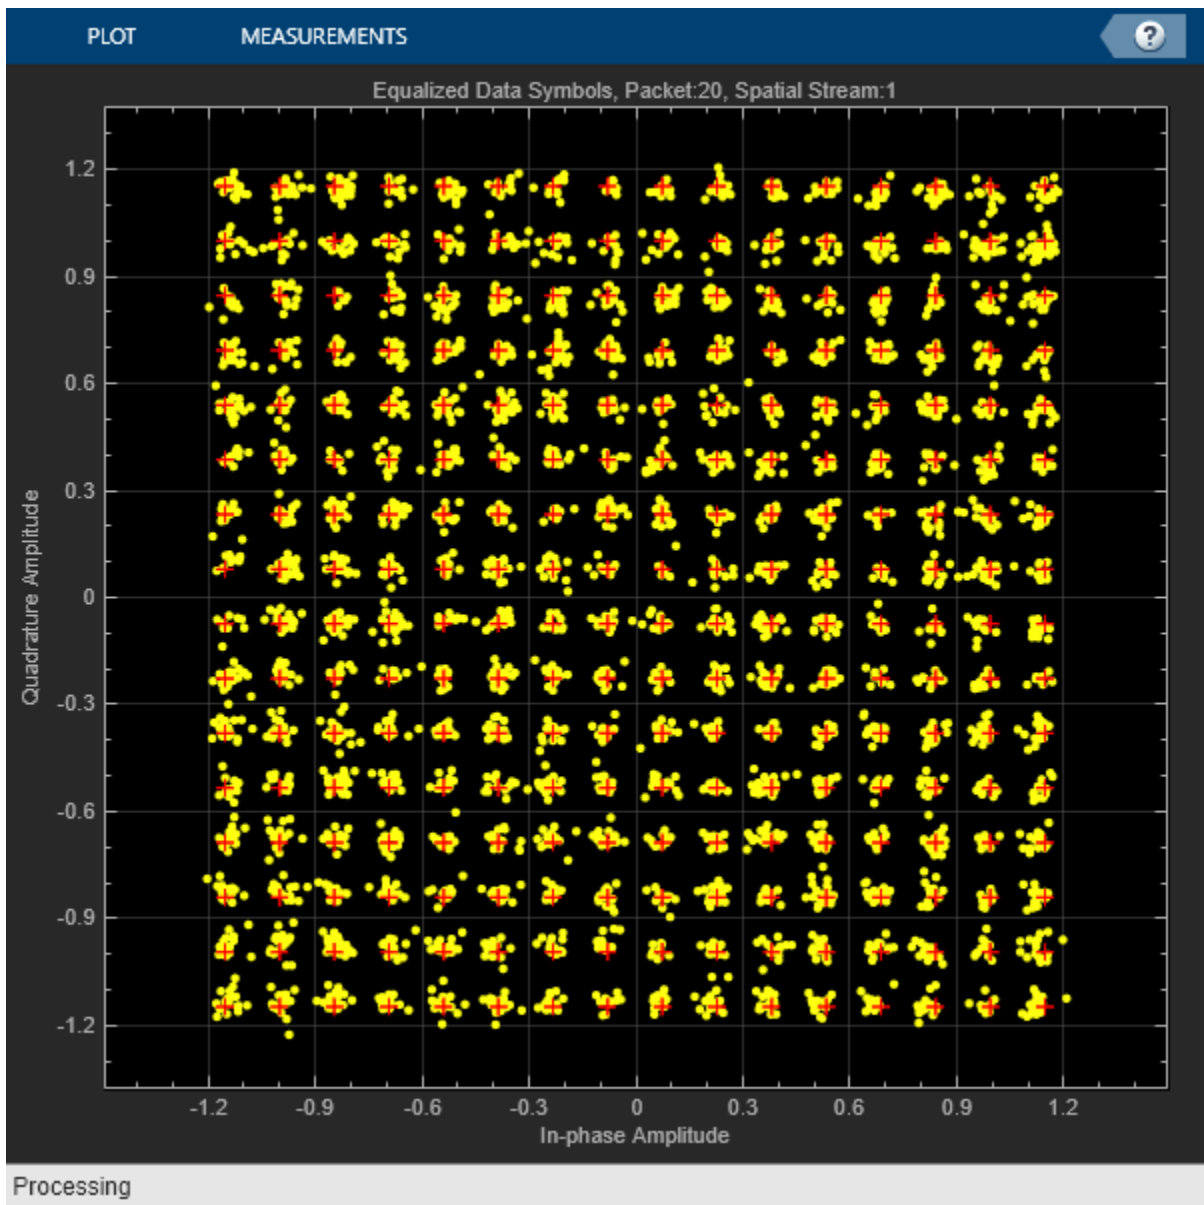 PLOT MEASUREMENTS ?
Equalized Data Symbols, Packet:20, Spatial Stream:1
1.2
0.9
0.6
0.3
0
-0.3
-0.6
-0.9
-1.2
Quadrature Amplitude
-1.2 -0.9 -0.6 -0.3 0 0.3 0.6 0.9 1.2
In-phase Amplitude
Processing